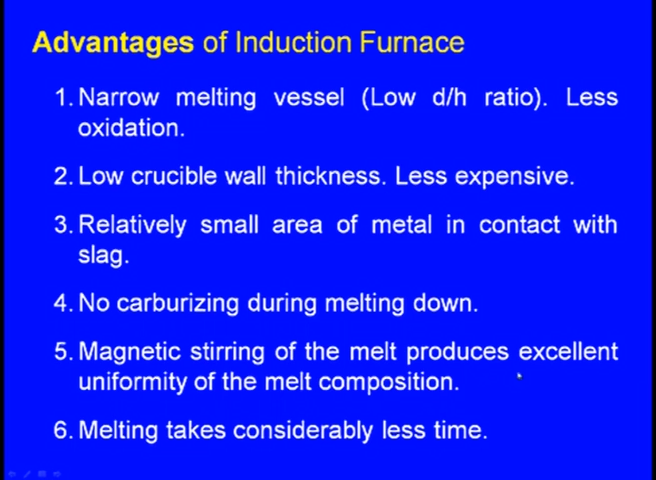 Advantages of Induction Furnace
1. Narrow melting vessel (Low d/h ratio). Less
oxidation.
2. Low crucible wall thickness. Less expensive.
3. Relatively small area of metal in contact with
slag.
4. No carburizing during melting down.
5. Magnetic stirring of the melt produces excellent
uniformity of the melt composition.
6. Melting takes considerably less time.